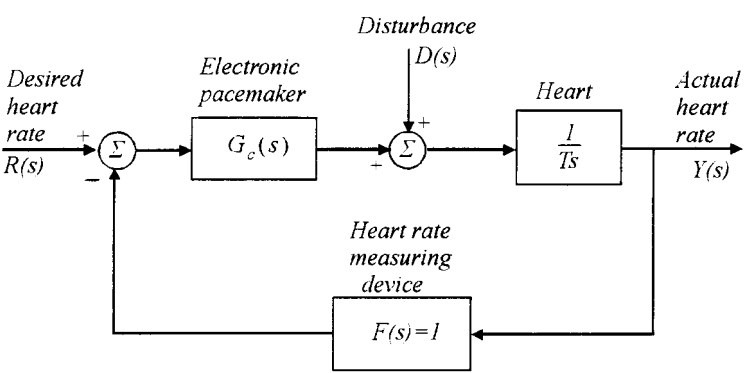 Disturbance
D(s)
Electronic
pacemaker
Desired
heart
rate
Heart
Actual
heart
rate
+
+
Σ
G_c(s)
+
Σ
1
Ts
R(s)
−
Y(s)
Heart rate
measuring
device
F(s)=1